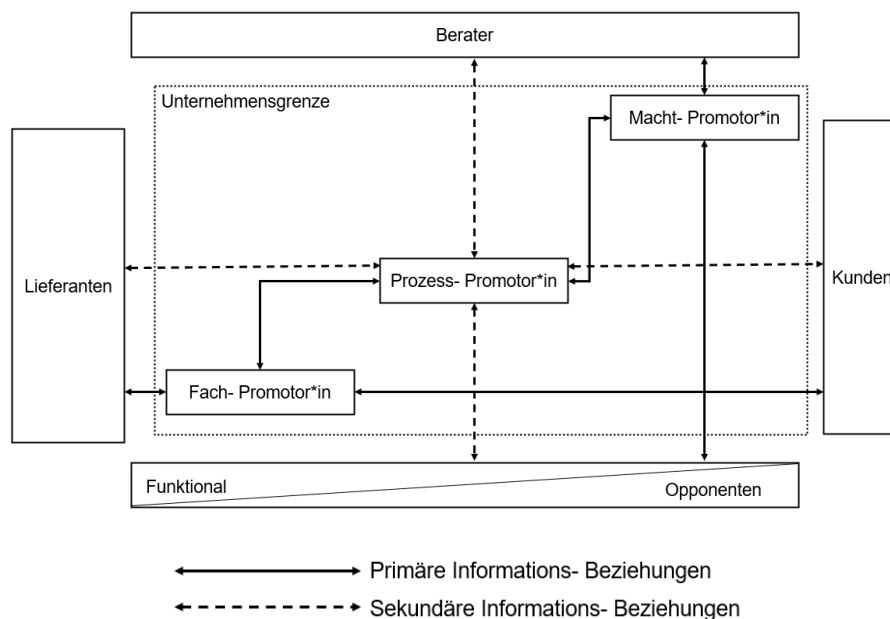 Berater
Unternehmensgrenze
Macht- Promotor*in
Lieferanten
Prozess- Promotor*in
Kunden
Fach- Promotor*in
Funktional
Opponenten
Primäre Informations- Beziehungen
Sekundäre Informations- Beziehungen